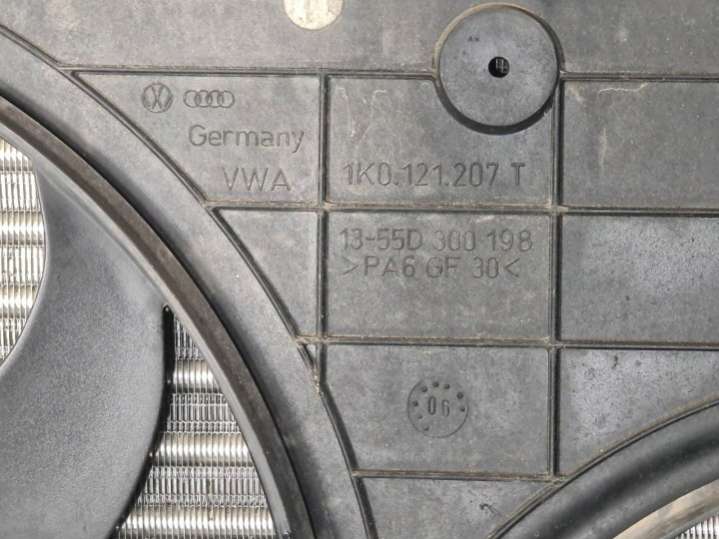 Germany
VWA
1K0.121.207 T
13-55D 300 198
>PA6 GF 30<
06